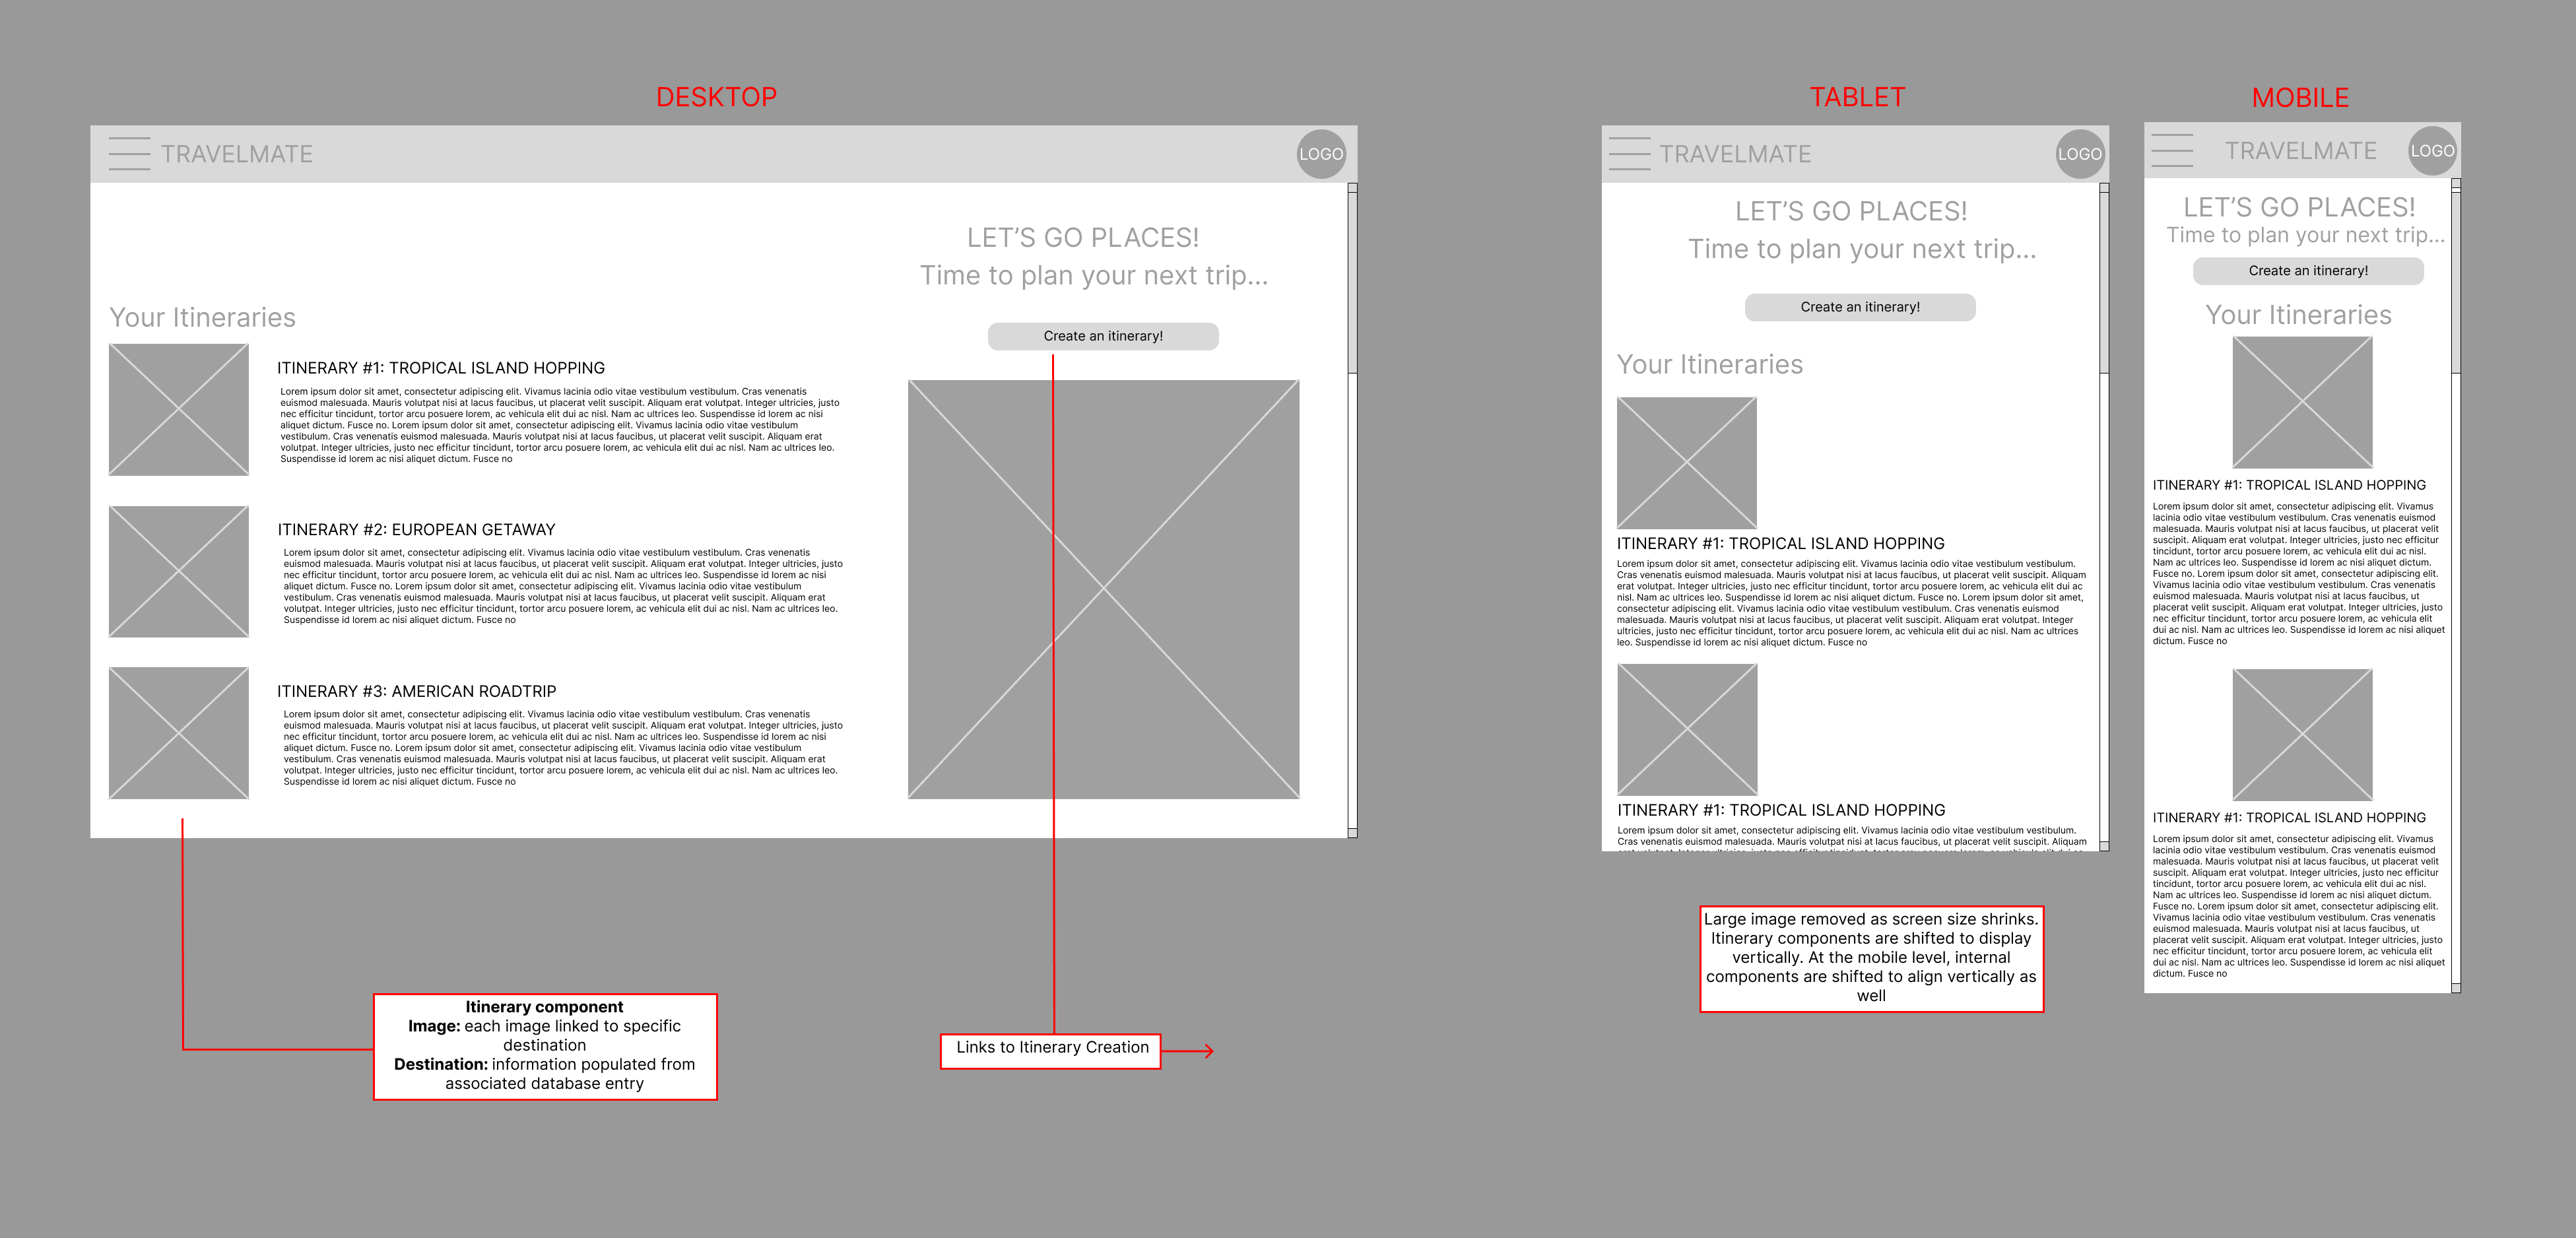 DESKTOP
TRAVELMATE
LOGO
LET'S GO PLACES!
Time to plan your next trip...
Create an itinerary!
Your Itineraries
ITINERARY #1: TROPICAL ISLAND HOPPING
Lorem ipsum dolor sit amet, consectetur adipiscing elit. Vivamus lacinia odio vitae vestibulum vestibulum. Cras venenatis
euismod malesuada. Mauris volutpat nisi at lacus faucibus, ut placerat velit suscipit. Aliquam erat volutpat. Integer ultricies, justo
nec efficitur tincidunt, tortor arcu posuere lorem, ac vehicula elit dui ac nisl. Nam ac ultrices leo. Suspendisse id lorem ac nisi
aliquet dictum. Fusce no. Lorem ipsum dolor sit amet, consectetur adipiscing elit. Vivamus lacinia odio vitae vestibulum
vestibulum. Cras venenatis euismod malesuada. Mauris volutpat nisi at lacus faucibus, ut placerat velit suscipit. Aliquam erat
volutpat. Integer ultricies, justo nec efficitur tincidunt, tortor arcu posuere lorem, ac vehicula elit dui ac nisl. Nam ac ultrices leo.
Suspendisse id lorem ac nisi aliquet dictum. Fusce no
ITINERARY #2: EUROPEAN GETAWAY
Lorem ipsum dolor sit amet, consectetur adipiscing elit. Vivamus lacinia odio vitae vestibulum vestibulum. Cras venenatis
euismod malesuada. Mauris volutpat nisi at lacus faucibus, ut placerat velit suscipit. Aliquam erat volutpat. Integer ultricies, justo
nec efficitur tincidunt, tortor arcu posuere lorem, ac vehicula elit dui ac nisl. Nam ac ultrices leo. Suspendisse id lorem ac nisi
aliquet dictum. Fusce no. Lorem ipsum dolor sit amet, consectetur adipiscing elit. Vivamus lacinia odio vitae vestibulum
vestibulum. Cras venenatis euismod malesuada. Mauris volutpat nisi at lacus faucibus, ut placerat velit suscipit. Aliquam erat
volutpat. Integer ultricies, justo nec efficitur tincidunt, tortor arcu posuere lorem, ac vehicula elit dui ac nisl. Nam ac ultrices leo.
Suspendisse id lorem ac nisi aliquet dictum. Fusce no
ITINERARY #3: AMERICAN ROADTRIP
Lorem ipsum dolor sit amet, consectetur adipiscing elit. Vivamus lacinia odio vitae vestibulum vestibulum. Cras venenatis
euismod malesuada. Mauris volutpat nisi at lacus faucibus, ut placerat velit suscipit. Aliquam erat volutpat. Integer ultricies, justo
nec efficitur tincidunt, tortor arcu posuere lorem, ac vehicula elit dui ac nisl. Nam ac ultrices leo. Suspendisse id lorem ac nisi
aliquet dictum. Fusce no. Lorem ipsum dolor sit amet, consectetur adipiscing elit. Vivamus lacinia odio vitae vestibulum
vestibulum. Cras venenatis euismod malesuada. Mauris volutpat nisi at lacus faucibus, ut placerat velit suscipit. Aliquam erat
volutpat. Integer ultricies, justo nec efficitur tincidunt, tortor arcu posuere lorem, ac vehicula elit dui ac nisl. Nam ac ultrices leo.
Suspendisse id lorem ac nisi aliquet dictum. Fusce no
Itinerary component
Image: each image linked to specific
destination
Destination: information populated from
associated database entry
Links to Itinerary Creation
TABLET
TRAVELMATE
LOGO
LET'S GO PLACES!
Time to plan your next trip...
Create an itinerary!
Your Itineraries
ITINERARY #1: TROPICAL ISLAND HOPPING
Lorem ipsum dolor sit amet, consectetur adipiscing elit. Vivamus lacinia odio vitae vestibulum vestibulum.
Cras venenatis euismod malesuada. Mauris volutpat nisi at lacus faucibus, ut placerat velit suscipit. Aliquam
erat volutpat. Integer ultricies, justo nec efficitur tincidunt, tortor arcu posuere lorem, ac vehicula elit dui ac
nisl. Nam ac ultrices leo. Suspendisse id lorem ac nisi aliquet dictum. Fusce no. Lorem ipsum dolor sit amet,
consectetur adipiscing elit. Vivamus lacinia odio vitae vestibulum vestibulum. Cras venenatis euismod
malesuada. Mauris volutpat nisi at lacus faucibus, ut placerat velit suscipit. Aliquam erat volutpat. Integer
ultricies, justo nec efficitur tincidunt, tortor arcu posuere lorem, ac vehicula elit dui ac nisl. Nam ac ultrices
leo. Suspendisse id lorem ac nisi aliquet dictum. Fusce no
ITINERARY #1: TROPICAL ISLAND HOPPING
Lorem ipsum dolor sit amet, consectetur adipiscing elit. Vivamus lacinia odio vitae vestibulum vestibulum.
Cras venenatis euismod malesuada. Mauris volutpat nisi at lacus faucibus, ut placerat velit suscipit. Aliquam
Large image removed as screen size shrinks.
Itinerary components are shifted to display
vertically. At the mobile level, internal
components are shifted to align vertically as
well
MOBILE
TRAVELMATE
LOGO
LET'S GO PLACES!
Time to plan your next trip...
Create an itinerary!
Your Itineraries
ITINERARY #1: TROPICAL ISLAND HOPPING
Lorem ipsum dolor sit amet, consectetur adipiscing elit. Vivamus
lacinia odio vitae vestibulum vestibulum. Cras venenatis euismod
malesuada. Mauris volutpat nisi at lacus faucibus, ut placerat velit
suscipit. Aliquam erat volutpat. Integer ultricies, justo nec efficitur
tincidunt, tortor arcu posuere lorem, ac vehicula elit dui ac nisl.
Nam ac ultrices leo. Suspendisse id lorem ac nisi aliquet dictum.
Fusce no. Lorem ipsum dolor sit amet, consectetur adipiscing elit.
Vivamus lacinia odio vitae vestibulum vestibulum. Cras venenatis
euismod malesuada. Mauris volutpat nisi at lacus faucibus, ut
placerat velit suscipit. Aliquam erat volutpat. Integer ultricies, justo
nec efficitur tincidunt, tortor arcu posuere lorem, ac vehicula elit
dui ac nisl. Nam ac ultrices leo. Suspendisse id lorem ac nisi aliquet
dictum. Fusce no
ITINERARY #1: TROPICAL ISLAND HOPPING
Lorem ipsum dolor sit amet, consectetur adipiscing elit. Vivamus
lacinia odio vitae vestibulum vestibulum. Cras venenatis euismod
malesuada. Mauris volutpat nisi at lacus faucibus, ut placerat velit
suscipit. Aliquam erat volutpat. Integer ultricies, justo nec efficitur
tincidunt, tortor arcu posuere lorem, ac vehicula elit dui ac nisl.
Nam ac ultrices leo. Suspendisse id lorem ac nisi aliquet dictum.
Fusce no. Lorem ipsum dolor sit amet, consectetur adipiscing elit.
Vivamus lacinia odio vitae vestibulum vestibulum. Cras venenatis
euismod malesuada. Mauris volutpat nisi at lacus faucibus, ut
placerat velit suscipit. Aliquam erat volutpat. Integer ultricies, justo
nec efficitur tincidunt, tortor arcu posuere lorem, ac vehicula elit
dui ac nisl. Nam ac ultrices leo. Suspendisse id lorem ac nisi aliquet
dictum. Fusce no